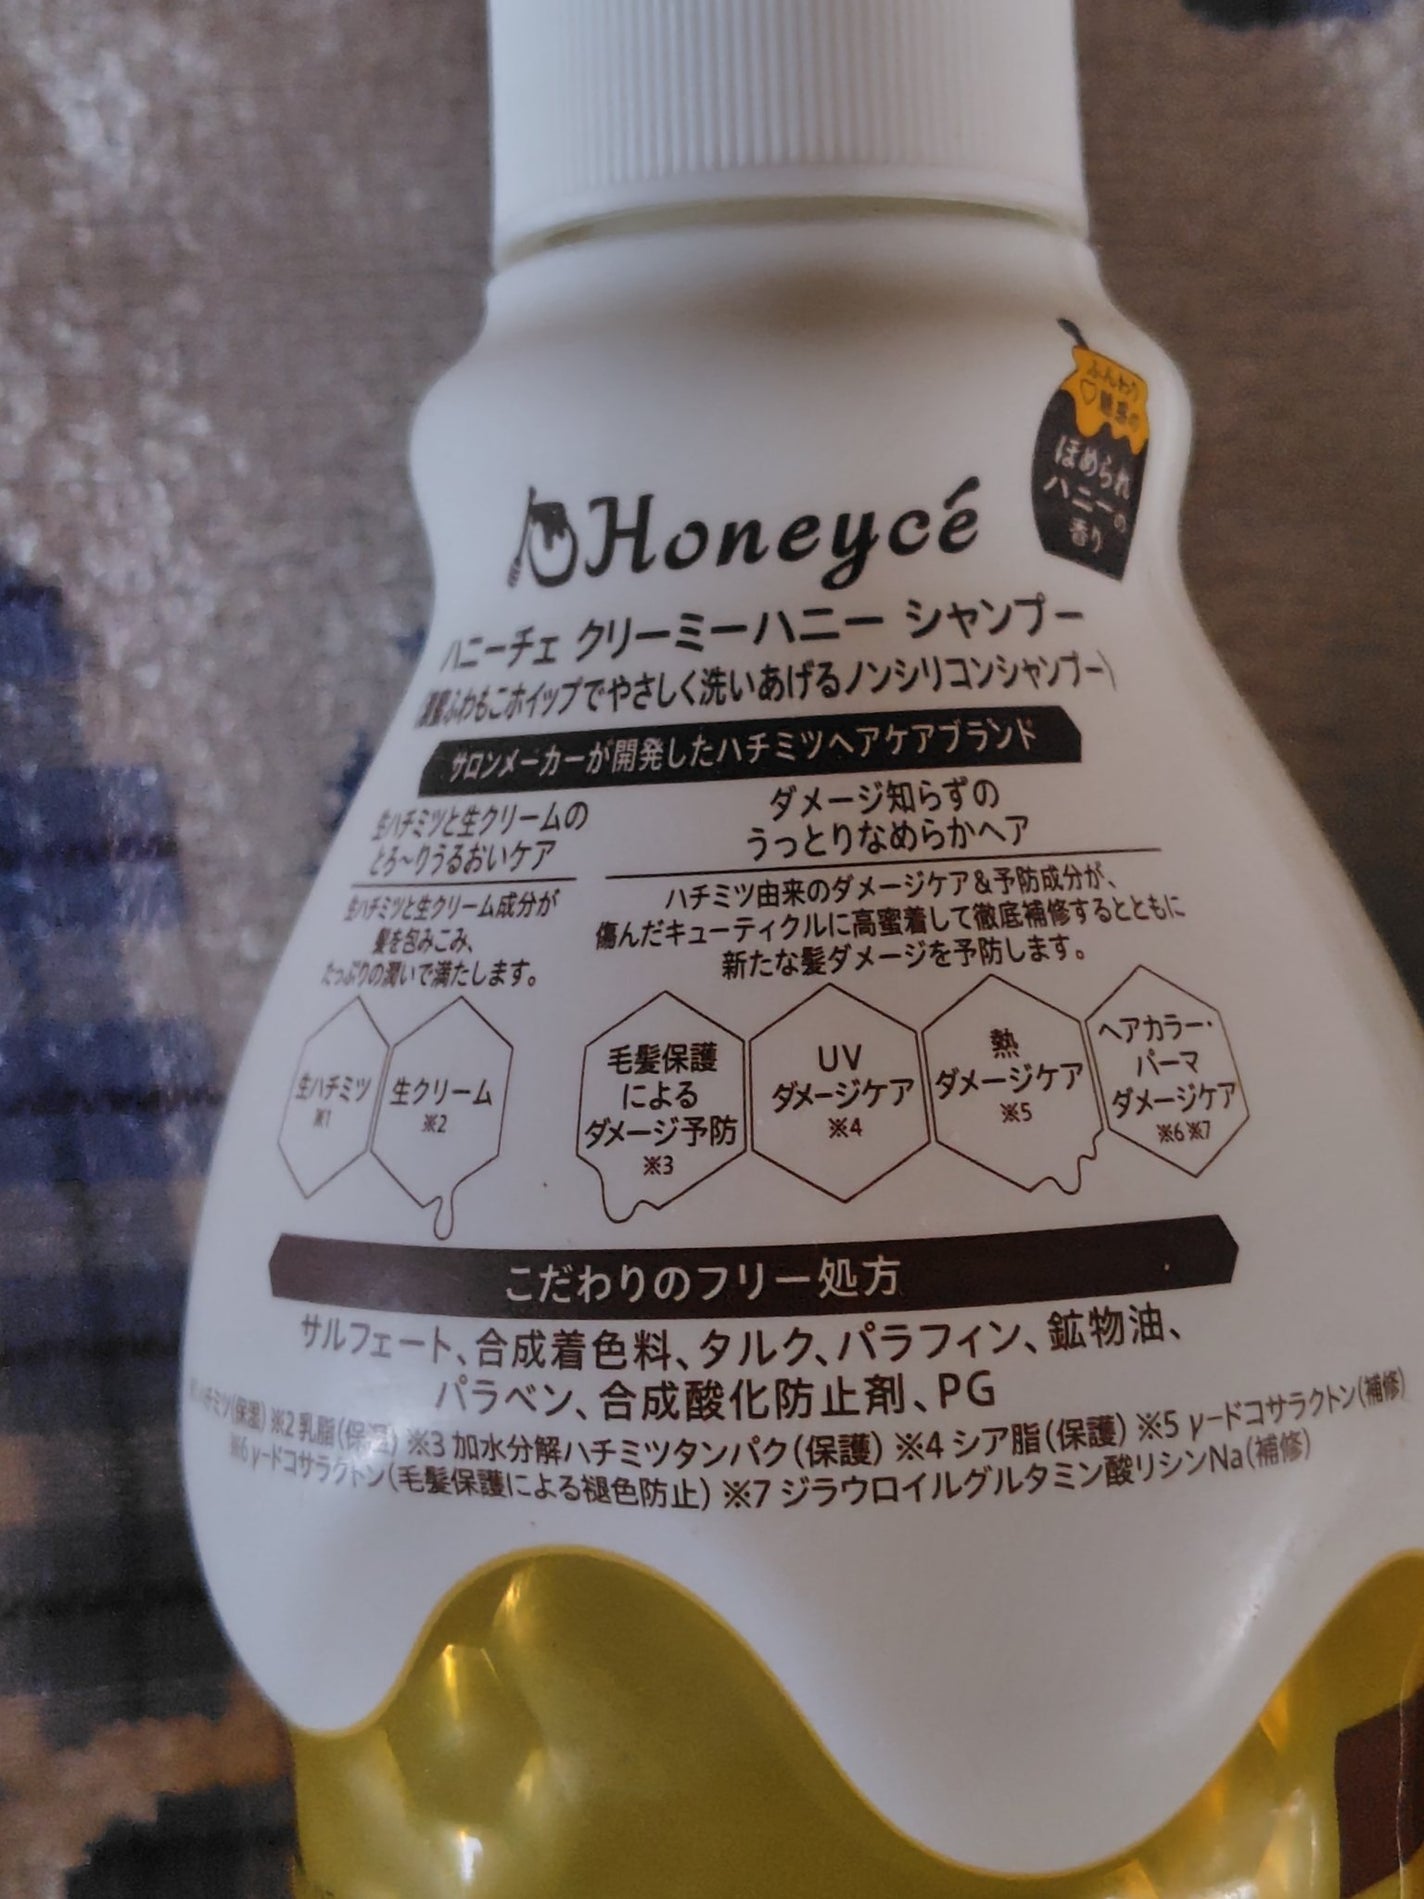 ふんわり
♡魅惑の
ほめられ
ハニーの
香り
Honeycé
ハニーチェ クリーミーハニー シャンプー
ふわもこホイップでやさしく洗いあげるノンシリコンシャンプー)
サロンメーカーが開発したハチミツヘアケアブランド
生ハチミツと生クリームの
とろ~りうるおいケア
生ハチミツと生クリーム成分が
髪を包みこみ、
たっぷりの潤いで満たします。
ダメージ知らずの
うっとりなめらかヘア
ハチミツ由来のダメージケア&予防成分が、
傷んだキューティクルに高蜜着して徹底補修するとともに
新たな髪ダメージを予防します。
生ハチミツ
※1
生クリーム
※2
毛髪保護
による
ダメージ予防
※3
UV
ダメージケア
※4
熱
ダメージケア
※5
ヘアカラー・
パーマ
ダメージケア
※6※7
こだわりのフリー処方
サルフェート、合成着色料、タルク、パラフィン、鉱物油、
パラベン、合成酸化防止剤、PG
ハチミツ(保湿) ※2 乳脂(保湿) ※3 加水分解ハチミツタンパク(保護) ※4 シア脂(保護) ※5 γ-ドコサラクトン(補修)
※6 γ-ドコサラクトン(毛髪保護による褪色防止) ※7 ジラウロイルグルタミン酸リシンNa(補修)